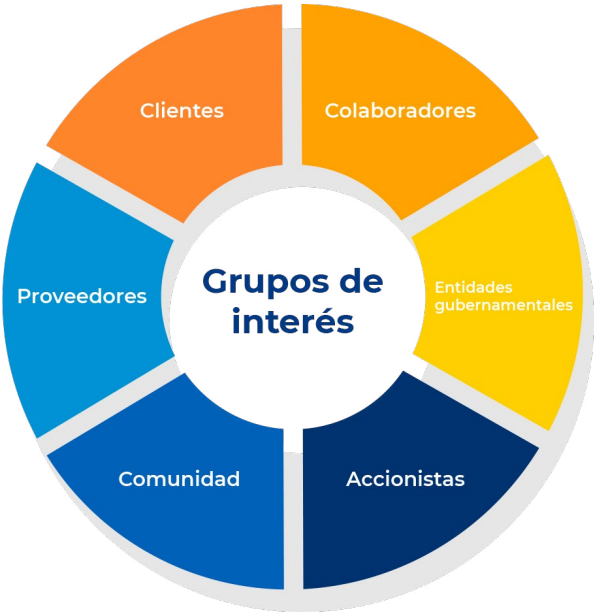 Clientes
Colaboradores
Proveedores
Grupos de
interés
Entidades
gubernamentales
Comunidad
Accionistas